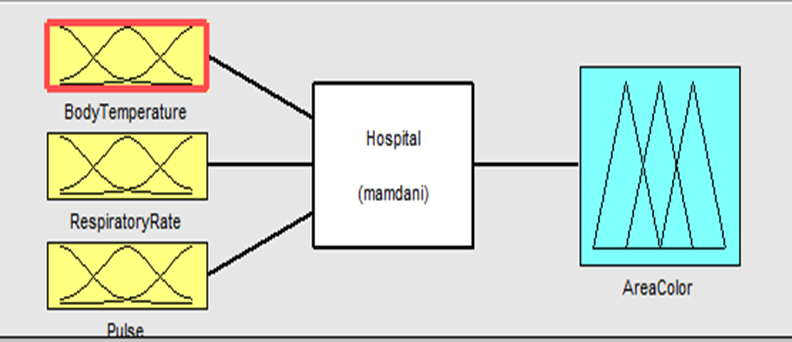 BodyTemperature
RespiratoryRate
Pulse
Hospital
(mamdani)
AreaColor